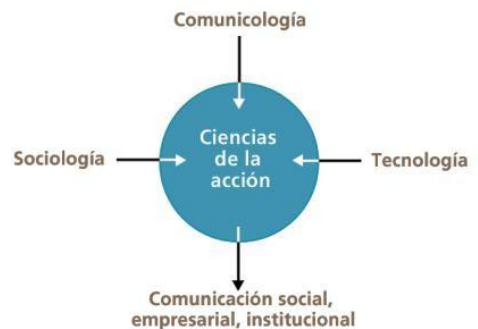 Comunicología
Sociología
Ciencias
de la
acción
Tecnología
Comunicación social,
empresarial, institucional